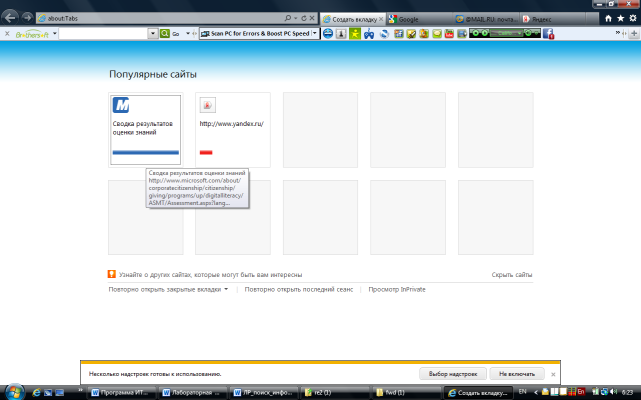 about:Tabs
Создать вкладку
Google
@MAIL.RU: почта...
Яндекс
Brothersoft
Go
Scan PC for Errors & Boost PC Speed
Популярные сайты
Сводка результатов
оценки знаний
http://www.yandex.ru/
Сводка результатов оценки знаний
http://www.microsoft.com/about/
corporatecitizenship/citizenship/
giving/programs/up/digitalliteracy/
ASMT/Assessment.aspx?lang...
Узнайте о других сайтах, которые могут быть вам интересны
Скрыть сайты
Повторно открыть закрытые вкладки
Повторно открыть последний сеанс
Просмотр InPrivate
Несколько надстроек готовы к использованию.
Выбор надстроек
Не включать
Программа ИТ...
Лабораторная
ЛР_поиск_инфо...
re2 (1)
fwd (1)
Создать вкладку...
EN
6:23